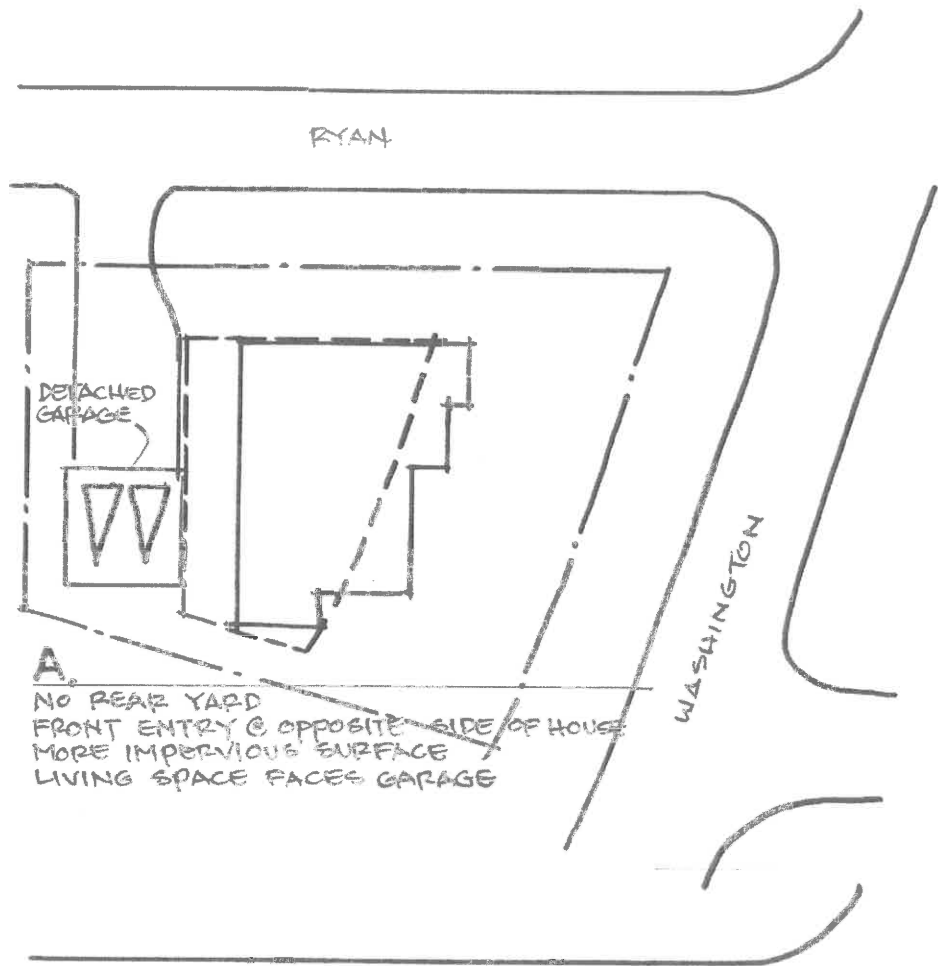 RYAN
DETACHED
GARAGE
WASHINGTON
A.
NO REAR YARD
FRONT ENTRY @ OPPOSITE SIDE OF HOUSE
MORE IMPERVIOUS SURFACE
LIVING SPACE FACES GARAGE